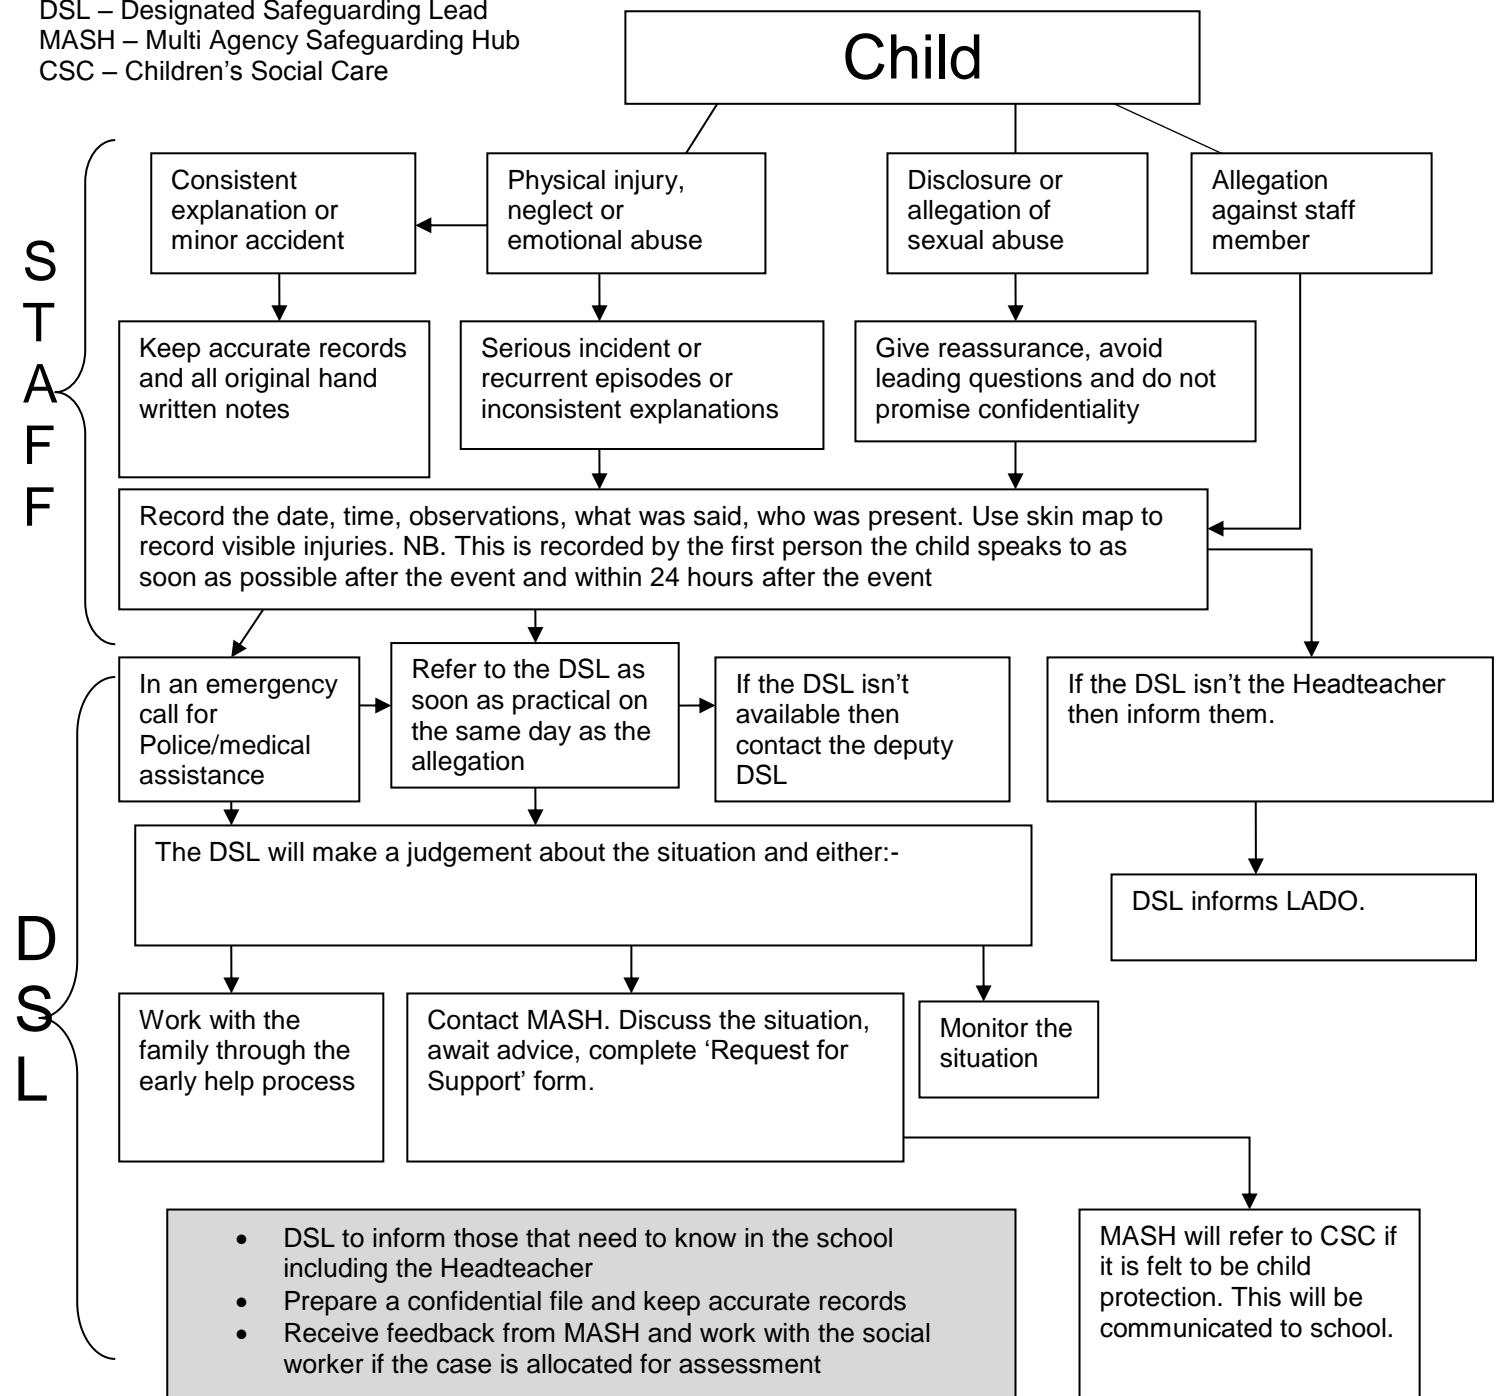 DSL – Designated Safeguarding Lead
MASH – Multi Agency Safeguarding Hub
CSC – Children's Social Care
Child
STAFF
Consistent
explanation or
minor accident
Physical injury,
neglect or
emotional abuse
Disclosure or
allegation of
sexual abuse
Allegation
against staff
member
Keep accurate records
and all original hand
written notes
Serious incident or
recurrent episodes or
inconsistent explanations
Give reassurance, avoid
leading questions and do not
promise confidentiality
Record the date, time, observations, what was said, who was present. Use skin map to
record visible injuries. NB. This is recorded by the first person the child speaks to as
soon as possible after the event and within 24 hours after the event
DSL
In an emergency
call for
Police/medical
assistance
Refer to the DSL as
soon as practical on
the same day as the
allegation
If the DSL isn't
available then
contact the deputy
DSL
If the DSL isn't the Headteacher
then inform them.
The DSL will make a judgement about the situation and either:-
DSL informs LADO.
Work with the
family through the
early help process
Contact MASH. Discuss the situation,
await advice, complete 'Request for
Support' form.
Monitor the
situation
• DSL to inform those that need to know in the school
including the Headteacher
• Prepare a confidential file and keep accurate records
• Receive feedback from MASH and work with the social
worker if the case is allocated for assessment
MASH will refer to CSC if
it is felt to be child
protection. This will be
communicated to school.